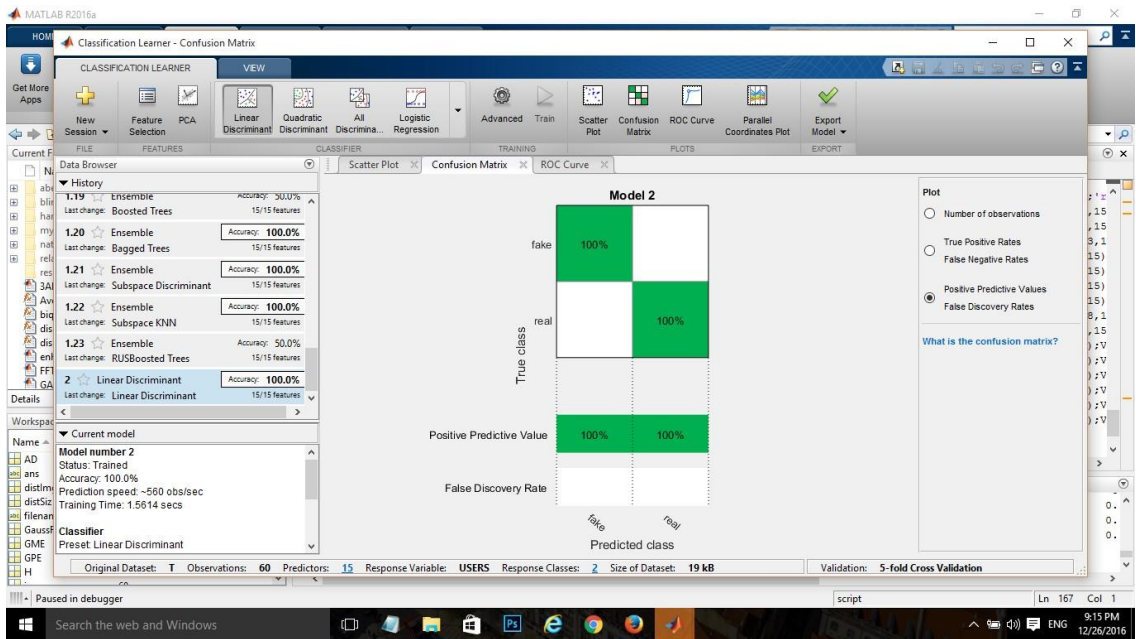 MATLAB R2016a
HOM
Classification Learner - Confusion Matrix
CLASSIFICATION LEARNER VIEW
Get More Apps
New Session
Feature Selection
PCA
Linear Discriminant
Quadratic Discriminant
All Discrimina...
Logistic Regression
Advanced
Train
Scatter Plot
Confusion Matrix
ROC Curve
Parallel Coordinates Plot
Export Model
FILE FEATURES CLASSIFIER TRAINING PLOTS EXPORT
Current F
Data Browser
Scatter Plot Confusion Matrix ROC Curve
History
1.19 Ensemble Accuracy: 50.0%
Last change: Boosted Trees 15/15 features
1.20 Ensemble Accuracy: 100.0%
Last change: Bagged Trees 15/15 features
1.21 Ensemble Accuracy: 100.0%
Last change: Subspace Discriminant 15/15 features
1.22 Ensemble Accuracy: 100.0%
Last change: Subspace KNN 15/15 features
1.23 Ensemble Accuracy: 50.0%
Last change: RUSBoosted Trees 15/15 features
2 Linear Discriminant Accuracy: 100.0%
Last change: Linear Discriminant 15/15 features
Current model
Model number 2
Status: Trained
Accuracy: 100.0%
Prediction speed: ~560 obs/sec
Training Time: 1.5614 secs
Classifier
Preset: Linear Discriminant
Model 2
fake 100%
real 100%
True class
Positive Predictive Value 100% 100%
False Discovery Rate
fake real
Predicted class
Plot
Number of observations
True Positive Rates
False Negative Rates
Positive Predictive Values
False Discovery Rates
What is the confusion matrix?
Details
Workspac
Name
AD
ans
distIm
distSiz
filenan
GaussF
GME
GPE
H
Original Dataset: T Observations: 60 Predictors: 15 Response Variable: USERS Response Classes: 2 Size of Dataset: 19 kB Validation: 5-fold Cross Validation
Paused in debugger
script
Ln 167 Col 1
Search the web and Windows
ENG
9:15 PM
12/26/2016